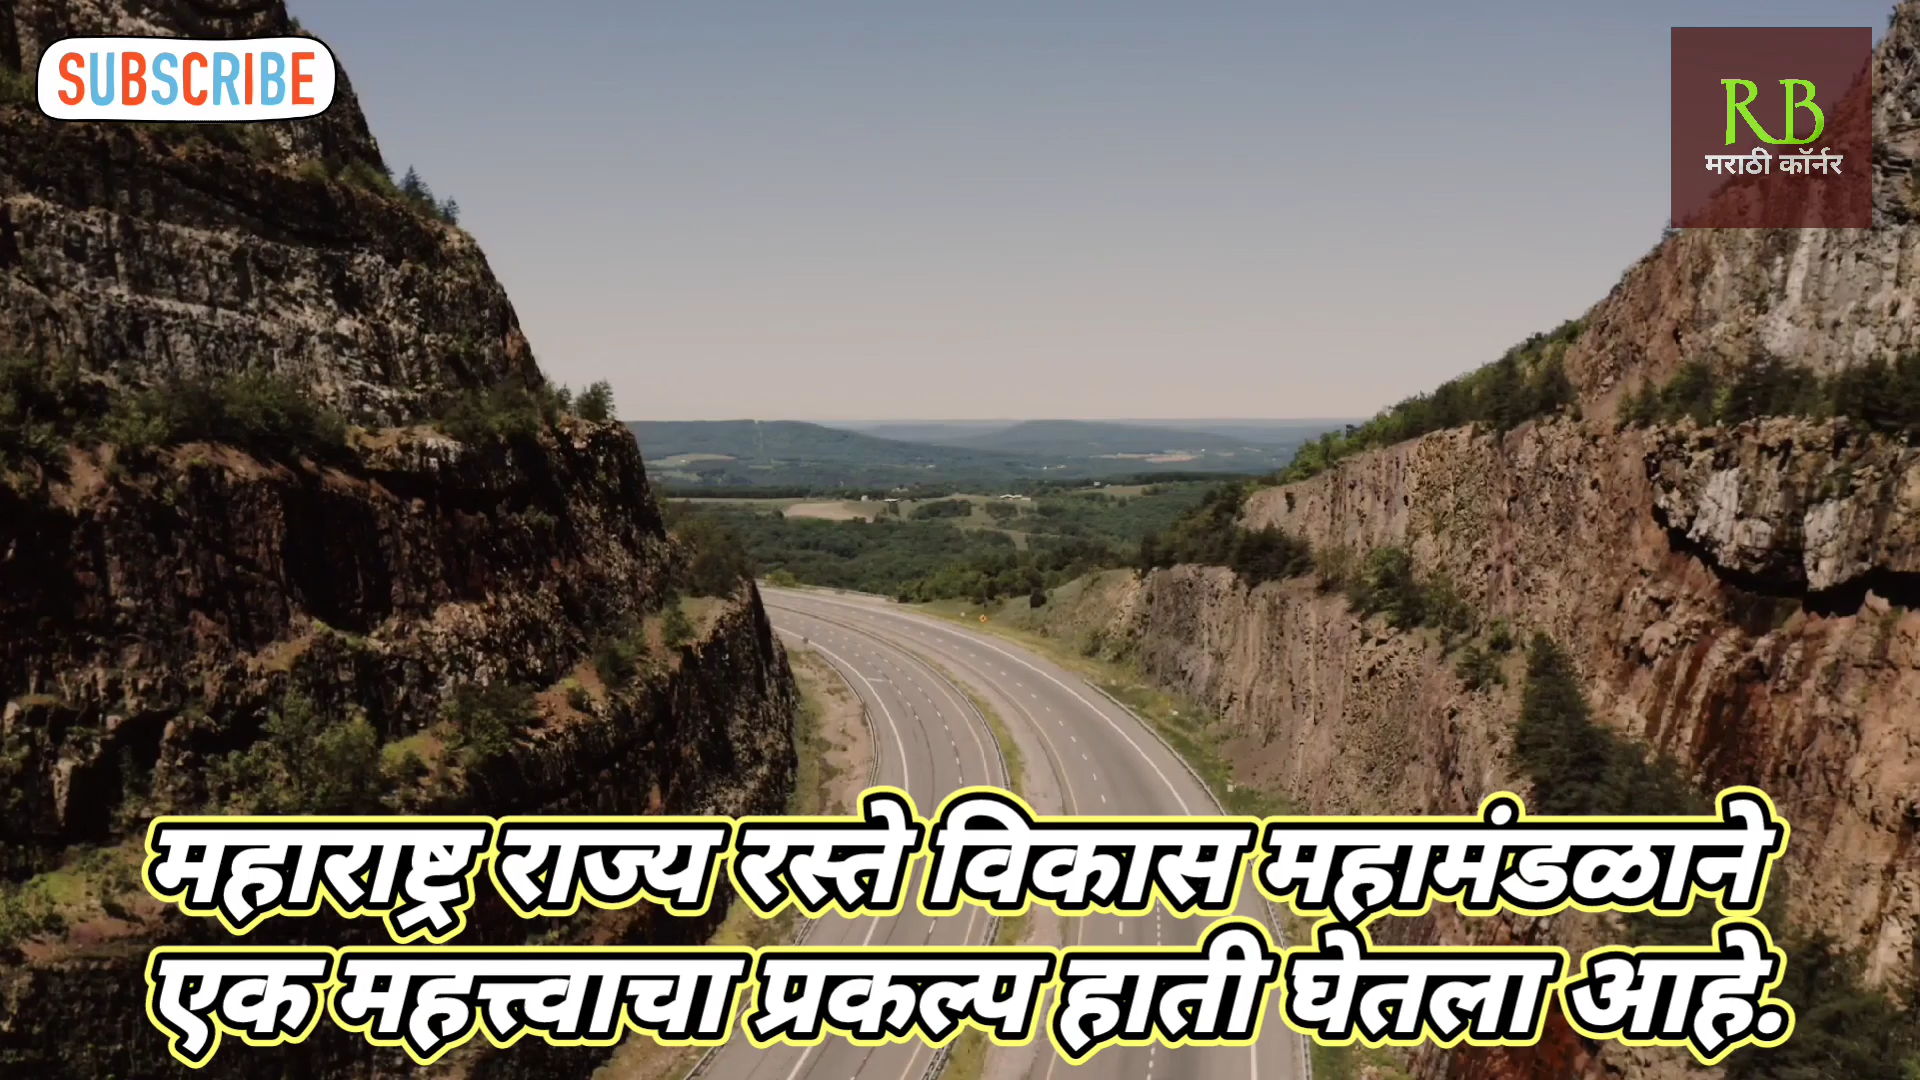 SUBSCRIBE
RB
मराठी कॉर्नर
महाराष्ट्र राज्य रस्ते विकास महामंडळाने
एक महत्त्वाचा प्रकल्प हाती घेतला आहे.